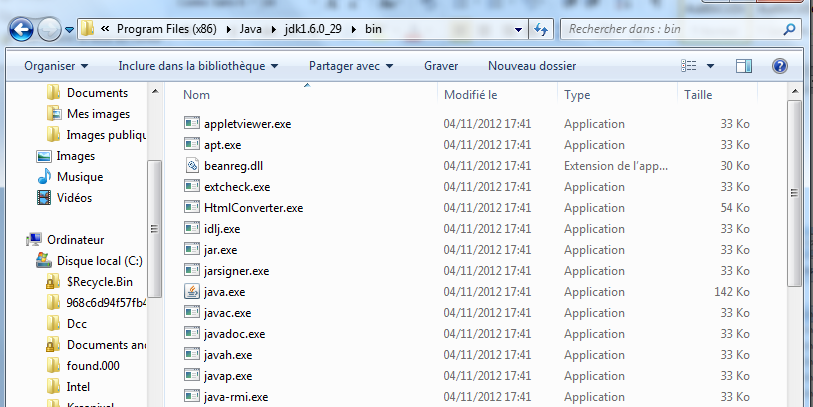 « Program Files (x86) ▸ Java ▸ jdk1.6.0_29 ▸ bin
Rechercher dans : bin
Organiser Inclure dans la bibliothèque Partager avec Graver Nouveau dossier
Documents
Mes images
Images publiqu
Images
Musique
Vidéos
Ordinateur
Disque local (C:)
$Recycle.Bin
968c6d94f57fb4
Dcc
Documents and
found.000
Intel
Nom Modifié le Type Taille
appletviewer.exe 04/11/2012 17:41 Application 33 Ko
apt.exe 04/11/2012 17:41 Application 33 Ko
beanreg.dll 04/11/2012 17:41 Extension de l'app... 30 Ko
extcheck.exe 04/11/2012 17:41 Application 33 Ko
HtmlConverter.exe 04/11/2012 17:41 Application 54 Ko
idlj.exe 04/11/2012 17:41 Application 33 Ko
jar.exe 04/11/2012 17:41 Application 33 Ko
jarsigner.exe 04/11/2012 17:41 Application 33 Ko
java.exe 04/11/2012 17:41 Application 142 Ko
javac.exe 04/11/2012 17:41 Application 33 Ko
javadoc.exe 04/11/2012 17:41 Application 33 Ko
javah.exe 04/11/2012 17:41 Application 33 Ko
javap.exe 04/11/2012 17:41 Application 33 Ko
java-rmi.exe 04/11/2012 17:41 Application 33 Ko